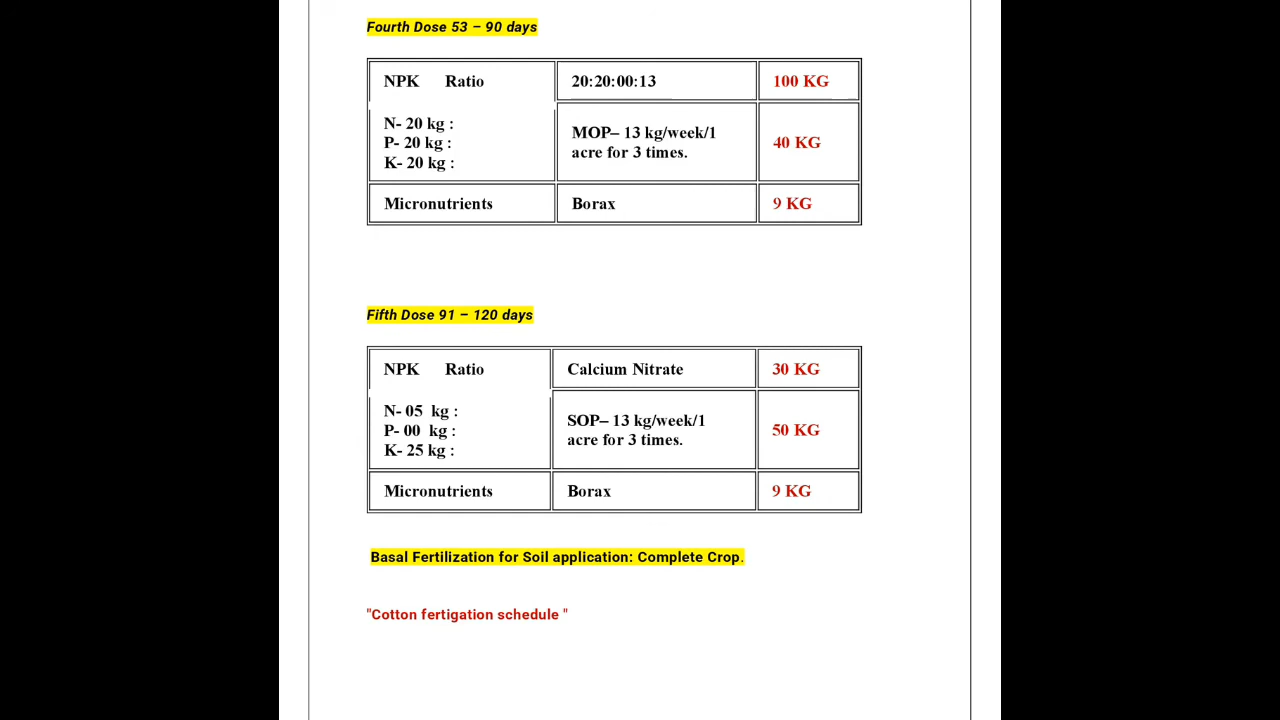 Fourth Dose 53 – 90 days
NPK Ratio
20:20:00:13
100 KG
N- 20 kg :
P- 20 kg :
K- 20 kg :
MOP– 13 kg/week/1
acre for 3 times.
40 KG
Micronutrients
Borax
9 KG
Fifth Dose 91 – 120 days
NPK Ratio
Calcium Nitrate
30 KG
N- 05 kg :
P- 00 kg :
K- 25 kg :
SOP– 13 kg/week/1
acre for 3 times.
50 KG
Micronutrients
Borax
9 KG
Basal Fertilization for Soil application: Complete Crop.
"Cotton fertigation schedule "